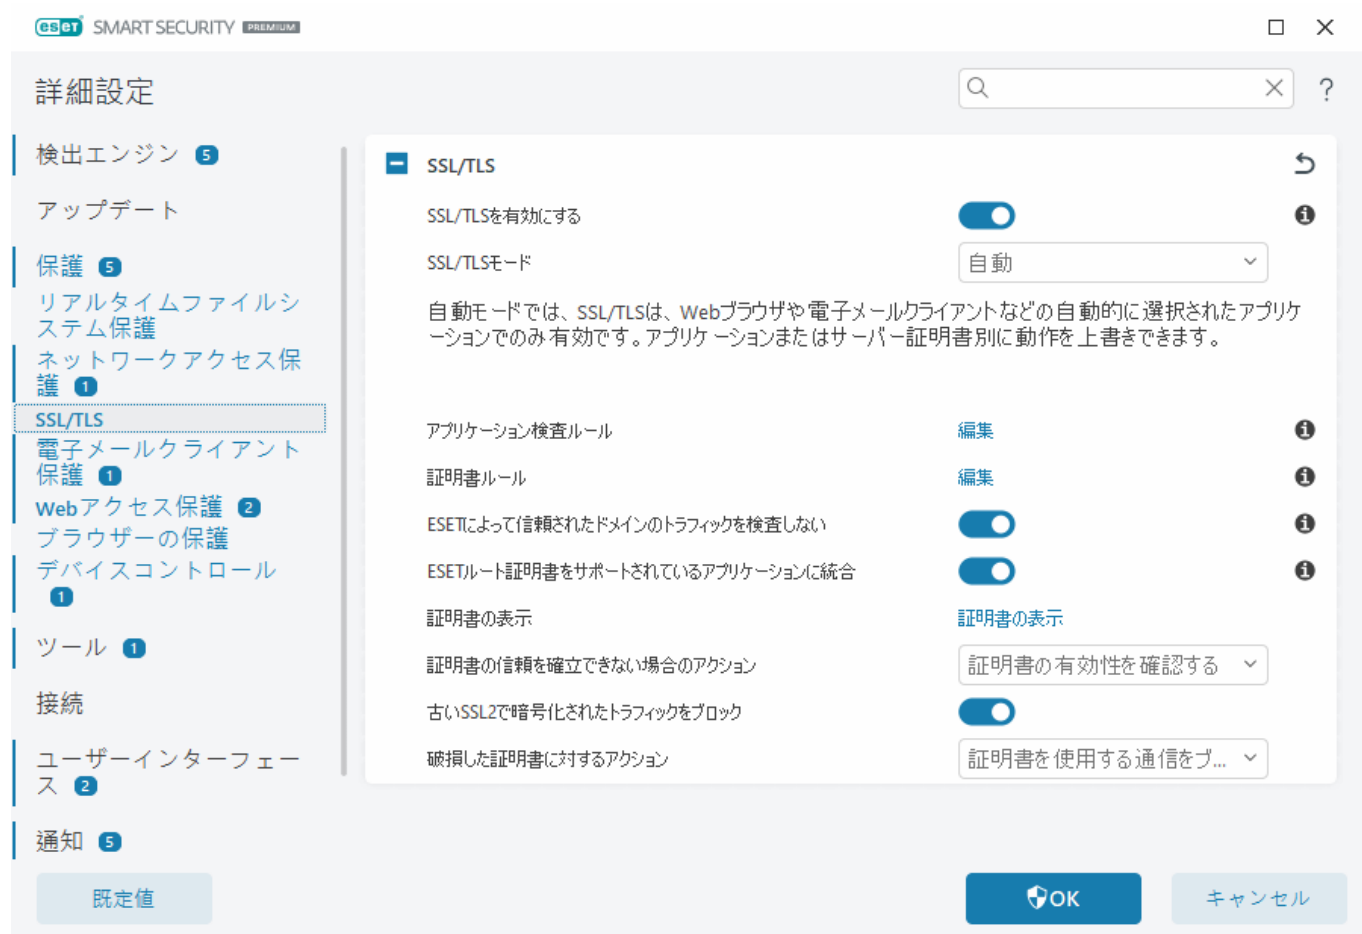 eset SMART SECURITY PREMIUM
詳細設定
?
検出エンジン 5
アップデート
保護 5
リアルタイムファイルシ
ステム保護
ネットワークアクセス保
護 1
SSL/TLS
電子メールクライアント
保護 1
Webアクセス保護 2
ブラウザーの保護
デバイスコントロール
1
ツール 1
接続
ユーザーインターフェー
ス 2
通知 5
SSL/TLS
SSL/TLSを有効にする
SSL/TLSモード 自動
自動モードでは、SSL/TLSは、Webブラウザや電子メールクライアントなどの自動的に選択されたアプリケ
ーションでのみ有効です。アプリケーションまたはサーバー証明書別に動作を上書きできます。
アプリケーション検査ルール 編集
証明書ルール 編集
ESETによって信頼されたドメインのトラフィックを検査しない
ESETルート証明書をサポートされているアプリケーションに統合
証明書の表示 証明書の表示
証明書の信頼を確立できない場合のアクション 証明書の有効性を確認する
古いSSL2で暗号化されたトラフィックをブロック
破損した証明書に対するアクション 証明書を使用する通信をブ...
既定値
OK
キャンセル